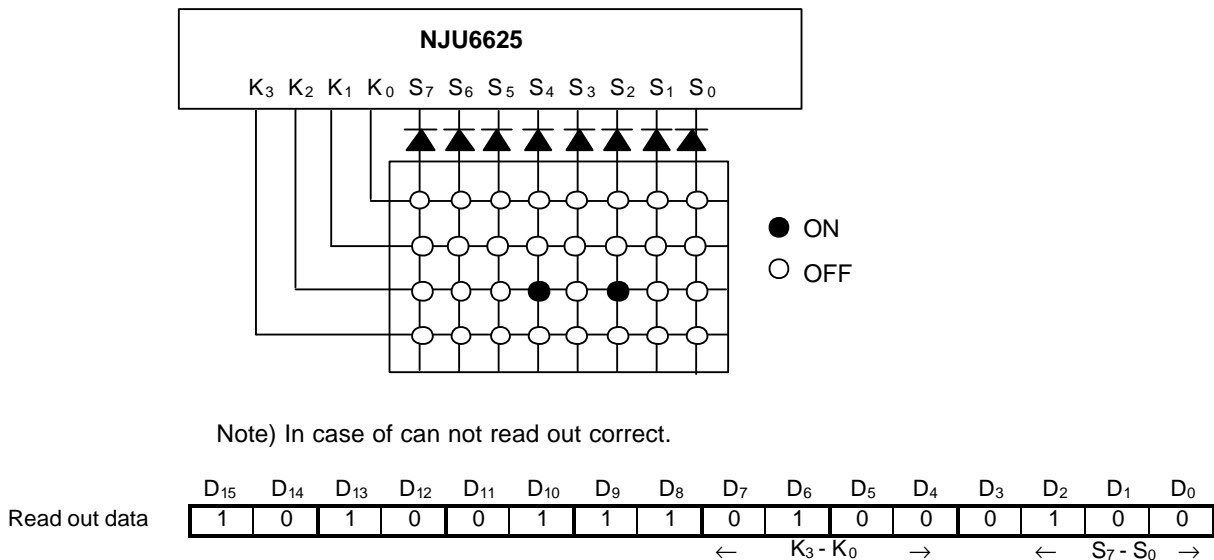 NJU6625
K3 K2 K1 K0 S7 S6 S5 S4 S3 S2 S1 S0
ON
OFF
Note) In case of can not read out correct.
D15 D14 D13 D12 D11 D10 D9 D8 D7 D6 D5 D4 D3 D2 D1 D0
Read out data 1 0 1 0 0 1 1 1 0 1 0 0 0 1 0 0
← K3 - K0 → ← S7 - S0 →